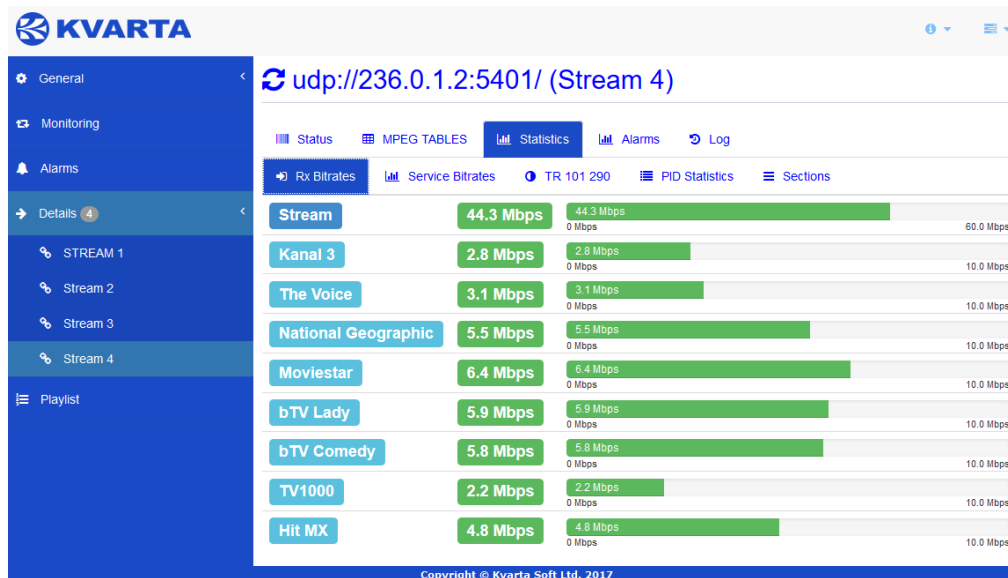 KVARTA
General
Monitoring
Alarms
Details 4
STREAM 1
Stream 2
Stream 3
Stream 4
Playlist
udp://236.0.1.2:5401/ (Stream 4)
Status MPEG TABLES Statistics Alarms Log
Rx Bitrates Service Bitrates TR 101 290 PID Statistics Sections
Stream 44.3 Mbps 44.3 Mbps
0 Mbps 60.0 Mbps
Kanal 3 2.8 Mbps 2.8 Mbps
0 Mbps 10.0 Mbps
The Voice 3.1 Mbps 3.1 Mbps
0 Mbps 10.0 Mbps
National Geographic 5.5 Mbps 5.5 Mbps
0 Mbps 10.0 Mbps
Moviestar 6.4 Mbps 6.4 Mbps
0 Mbps 10.0 Mbps
bTV Lady 5.9 Mbps 5.9 Mbps
0 Mbps 10.0 Mbps
bTV Comedy 5.8 Mbps 5.8 Mbps
0 Mbps 10.0 Mbps
TV1000 2.2 Mbps 2.2 Mbps
0 Mbps 10.0 Mbps
Hit MX 4.8 Mbps 4.8 Mbps
0 Mbps 10.0 Mbps
Copyright © Kvarta Soft Ltd. 2017